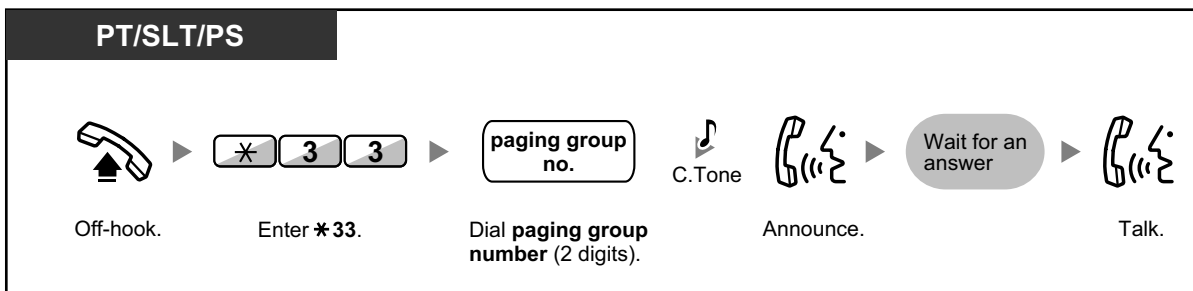 PT/SLT/PS
✳ 3 3
paging group
no.
C.Tone
Wait for an
answer
Off-hook.
Enter ✳33.
Dial paging group
number (2 digits).
Announce.
Talk.